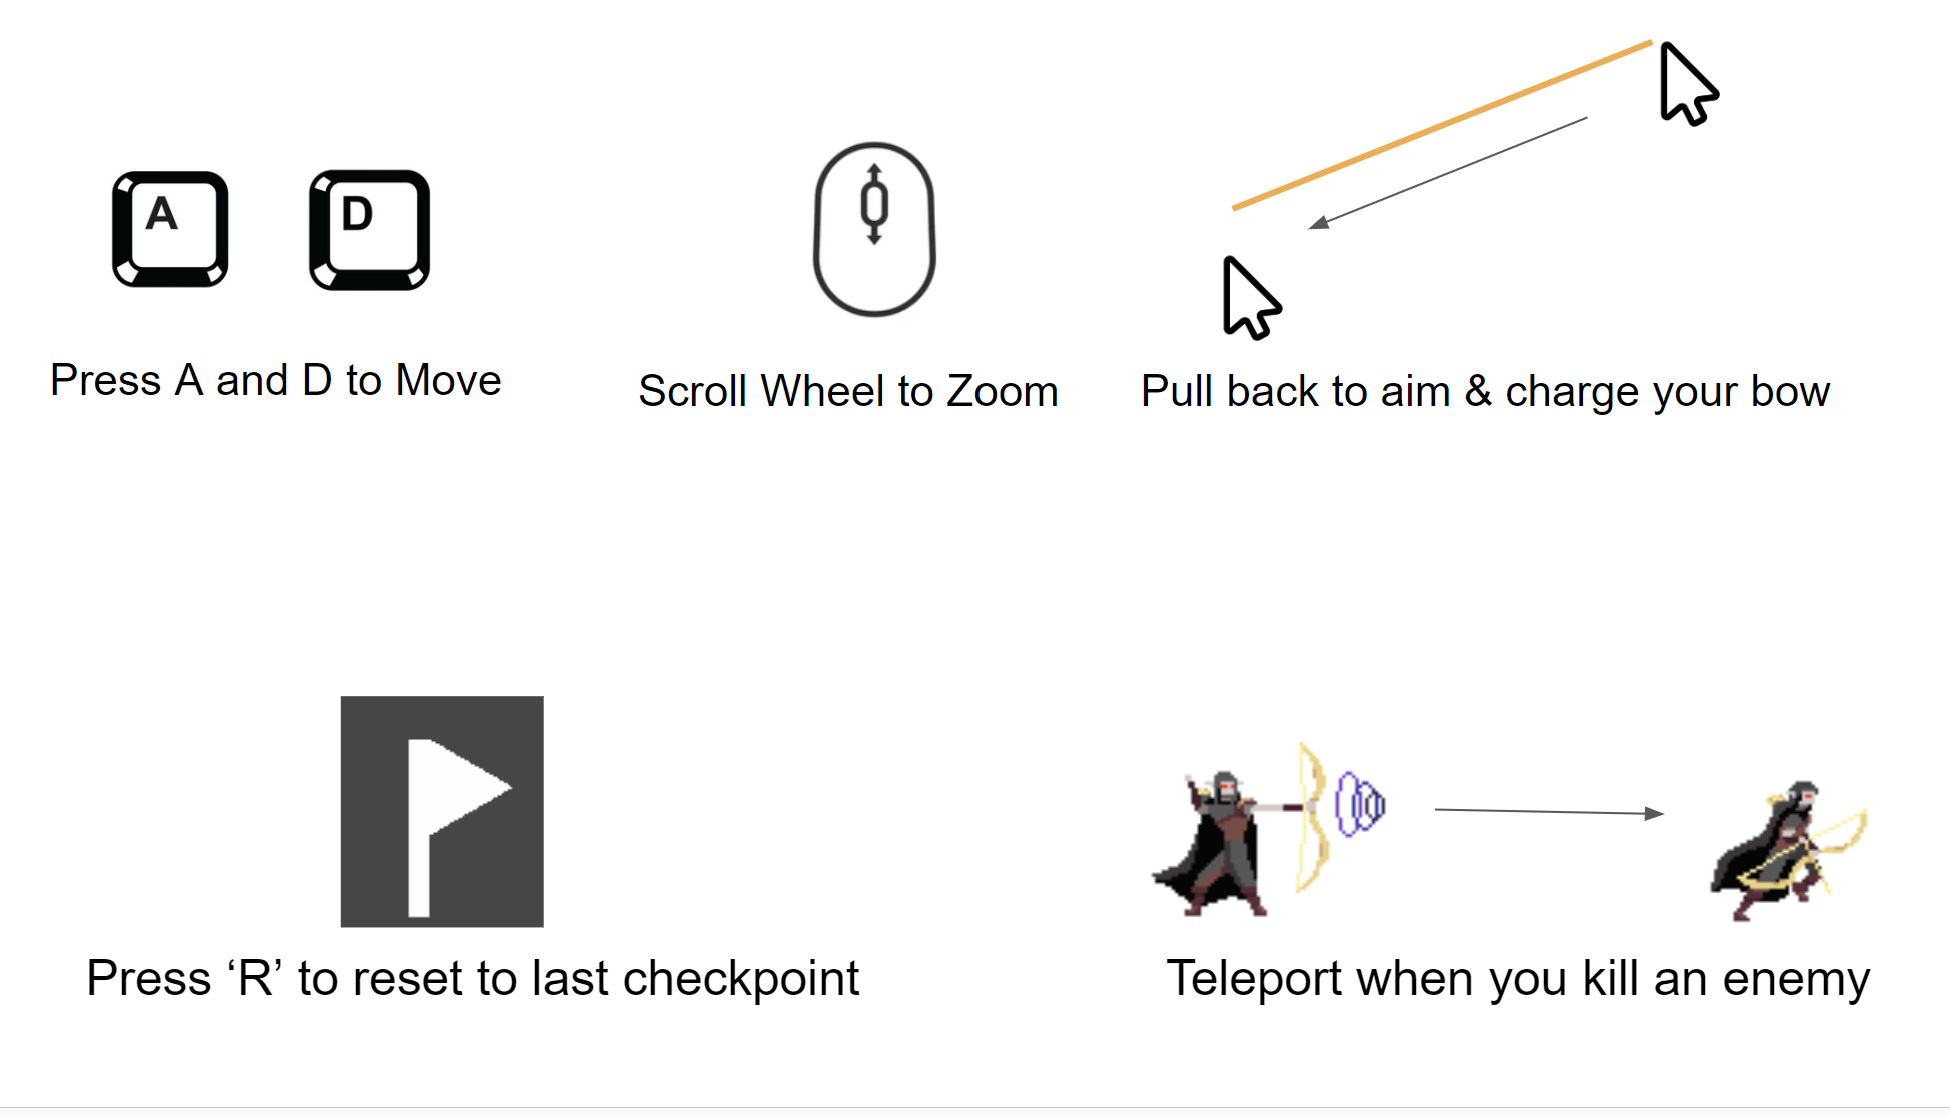 A
D
Press A and D to Move
Scroll Wheel to Zoom
Pull back to aim & charge your bow
Press ‘R’ to reset to last checkpoint
Teleport when you kill an enemy